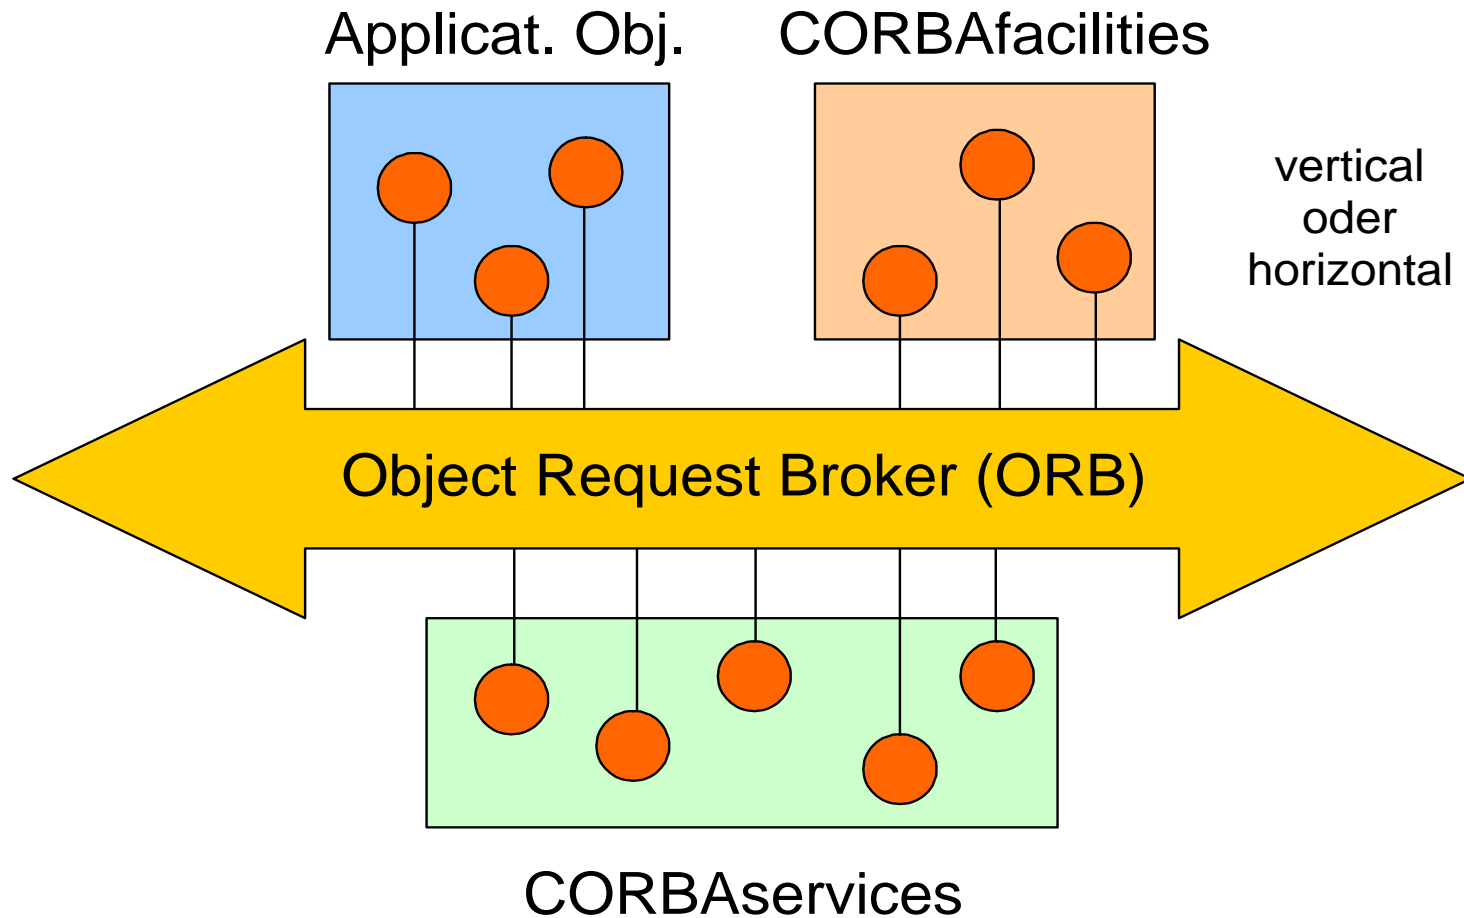 Applicat. Obj.
CORBAfacilities
vertical
oder
horizontal
Object Request Broker (ORB)
CORBAservices